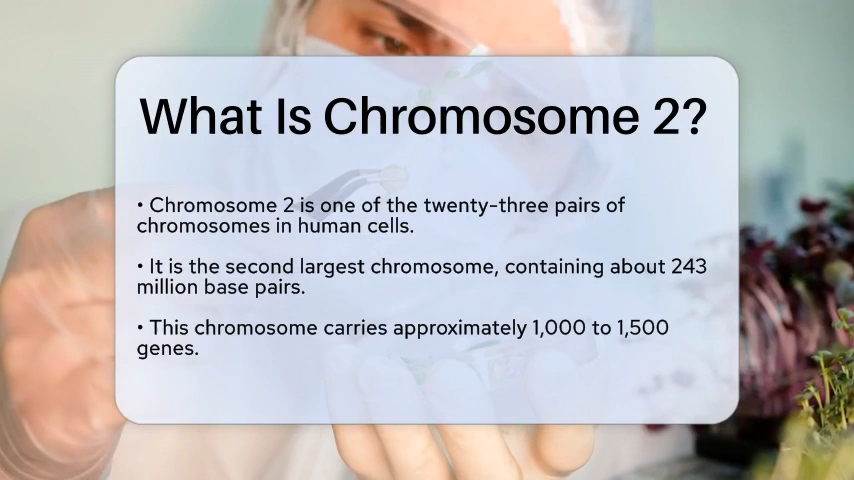 What Is Chromosome 2?
• Chromosome 2 is one of the twenty-three pairs of
chromosomes in human cells.
• It is the second largest chromosome, containing about 243
million base pairs.
• This chromosome carries approximately 1,000 to 1,500
genes.